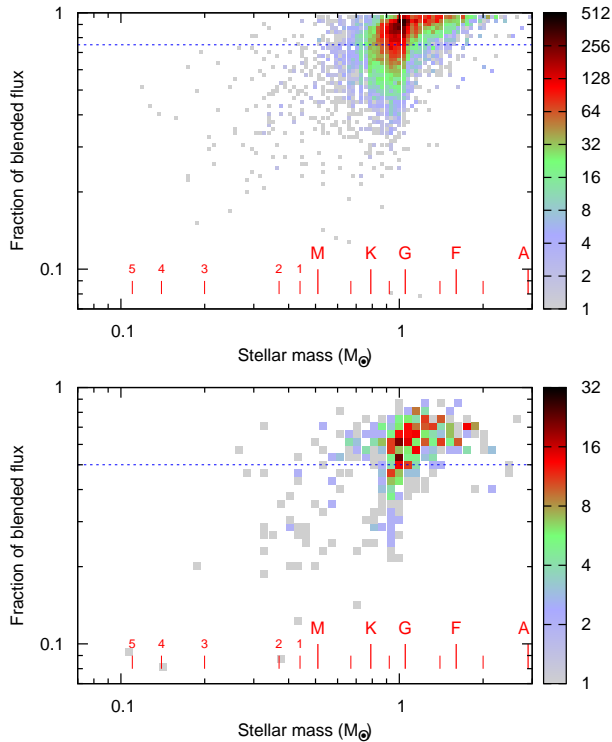 1
0.1
Fraction of blended flux
M K G F A
5 4 3 2 1
0.1 1
Stellar mass (M☉)
512
256
128
64
32
16
8
4
2
1
1
0.1
Fraction of blended flux
M K G F A
5 4 3 2 1
0.1 1
Stellar mass (M☉)
32
16
8
4
2
1